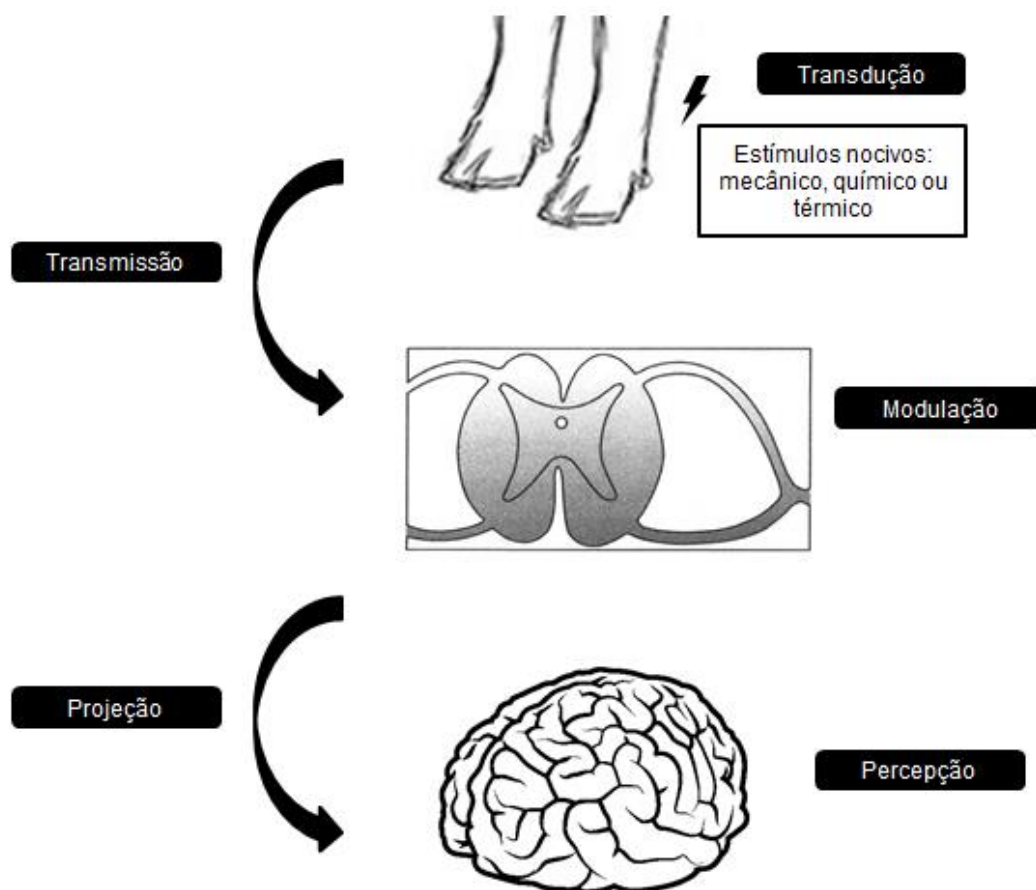 Transdução
Estímulos nocivos:
mecânico, químico ou
térmico
Transmissão
Modulação
Projeção
Percepção